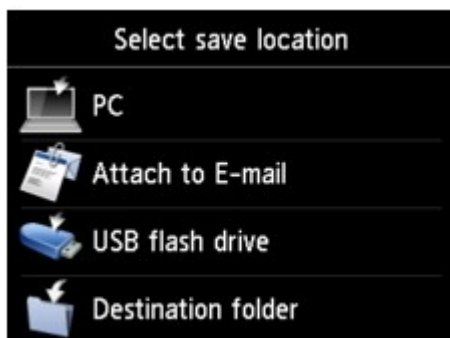 Select save location
PC
Attach to E-mail
USB flash drive
Destination folder